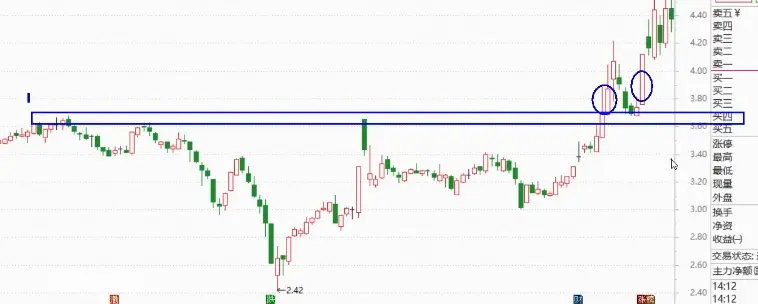 卖五¥
卖四
卖三
卖二
卖一
买一
买二
买三
买四
买五
涨停
最高
最低
现量
外盘
换手
净资
收益(-)
交易状态:
主力净额
14:12
14:12
4.40
4.20
4.00
3.80
3.60
3.40
3.20
3.00
2.80
2.60
2.40
←2.42
财
涨